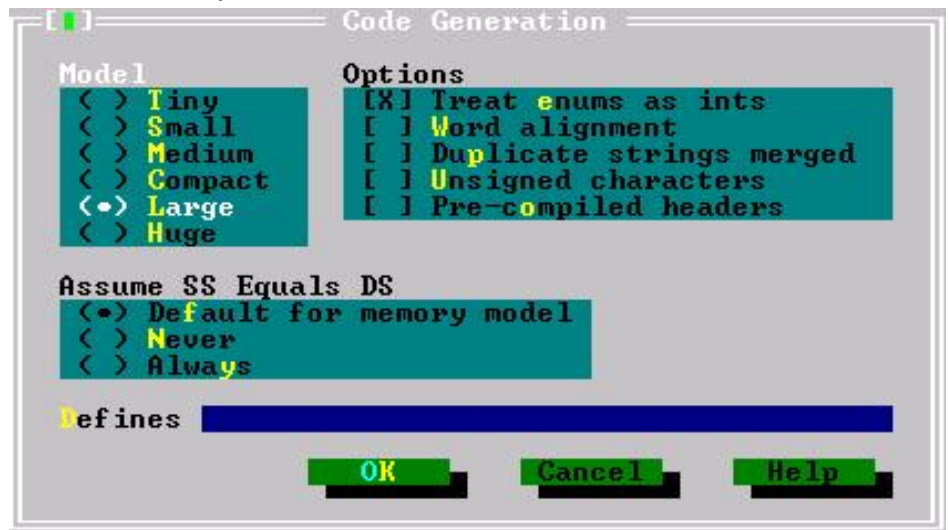 [▮] Code Generation
Model
( ) Tiny
( ) Small
( ) Medium
( ) Compact
(•) Large
( ) Huge
Options
[X] Treat enums as ints
[ ] Word alignment
[ ] Duplicate strings merged
[ ] Unsigned characters
[ ] Pre-compiled headers
Assume SS Equals DS
(•) Default for memory model
( ) Never
( ) Always
Defines
OK Cancel Help